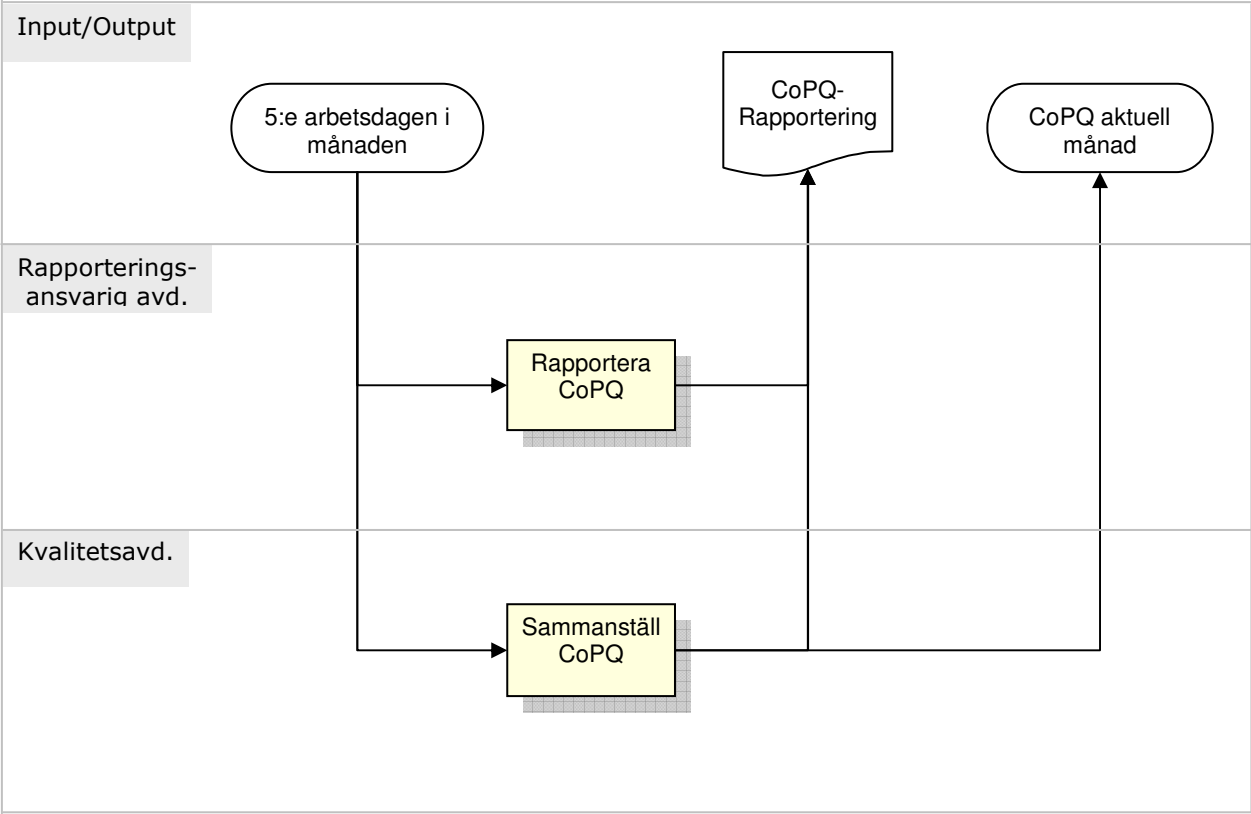 Input/Output
5:e arbetsdagen i
månaden
CoPQ-
Rapportering
CoPQ aktuell
månad
Rapporterings-
ansvarig avd.
Rapportera
CoPQ
Kvalitetsavd.
Sammanställ
CoPQ